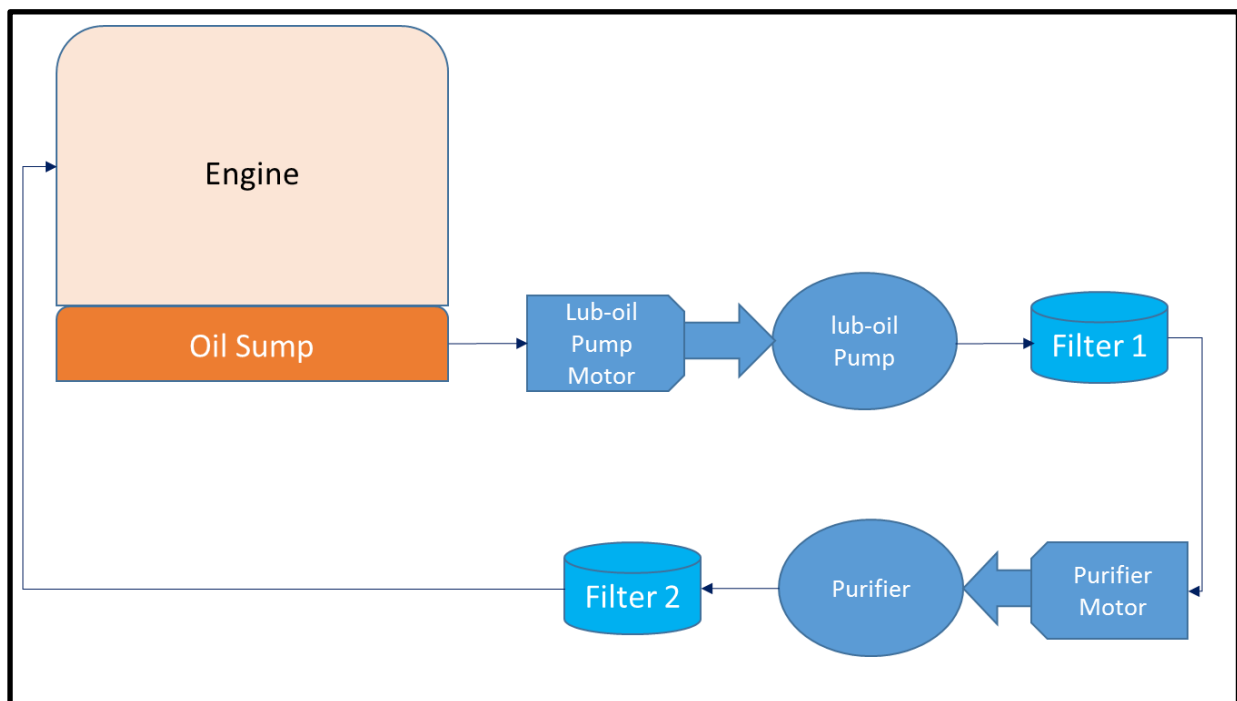 Engine
Oil Sump
Lub-oil
Pump
Motor
lub-oil
Pump
Filter 1
Filter 2
Purifier
Purifier
Motor